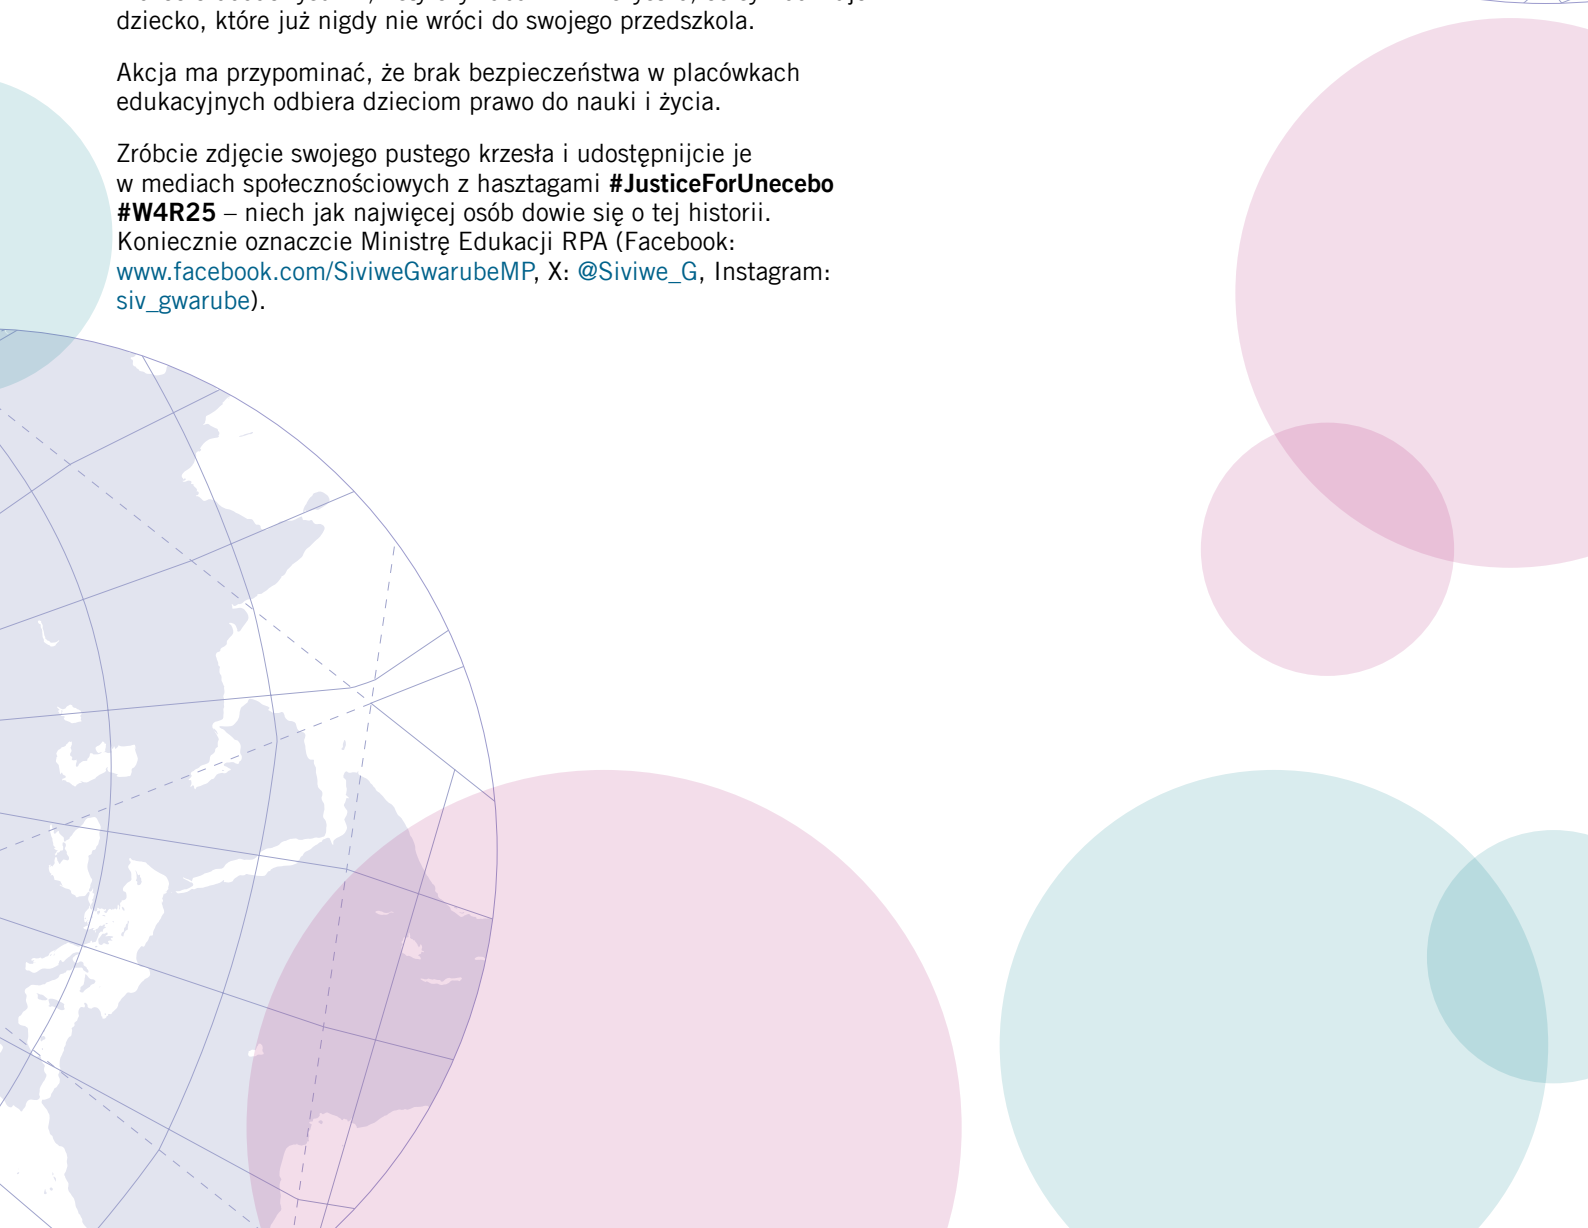 dziecko, które już nigdy nie wróci do swojego przedszkola.
Akcja ma przypominać, że brak bezpieczeństwa w placówkach
edukacyjnych odbiera dzieciom prawo do nauki i życia.
Zróbcie zdjęcie swojego pustego krzesła i udostępnijcie je
w mediach społecznościowych z hasztagami #JusticeForUnecebo
#W4R25 – niech jak najwięcej osób dowie się o tej historii.
Koniecznie oznaczcie Ministrę Edukacji RPA (Facebook:
www.facebook.com/SiviweGwarubeMP, X: @Siviwe_G, Instagram:
siv_gwarube).